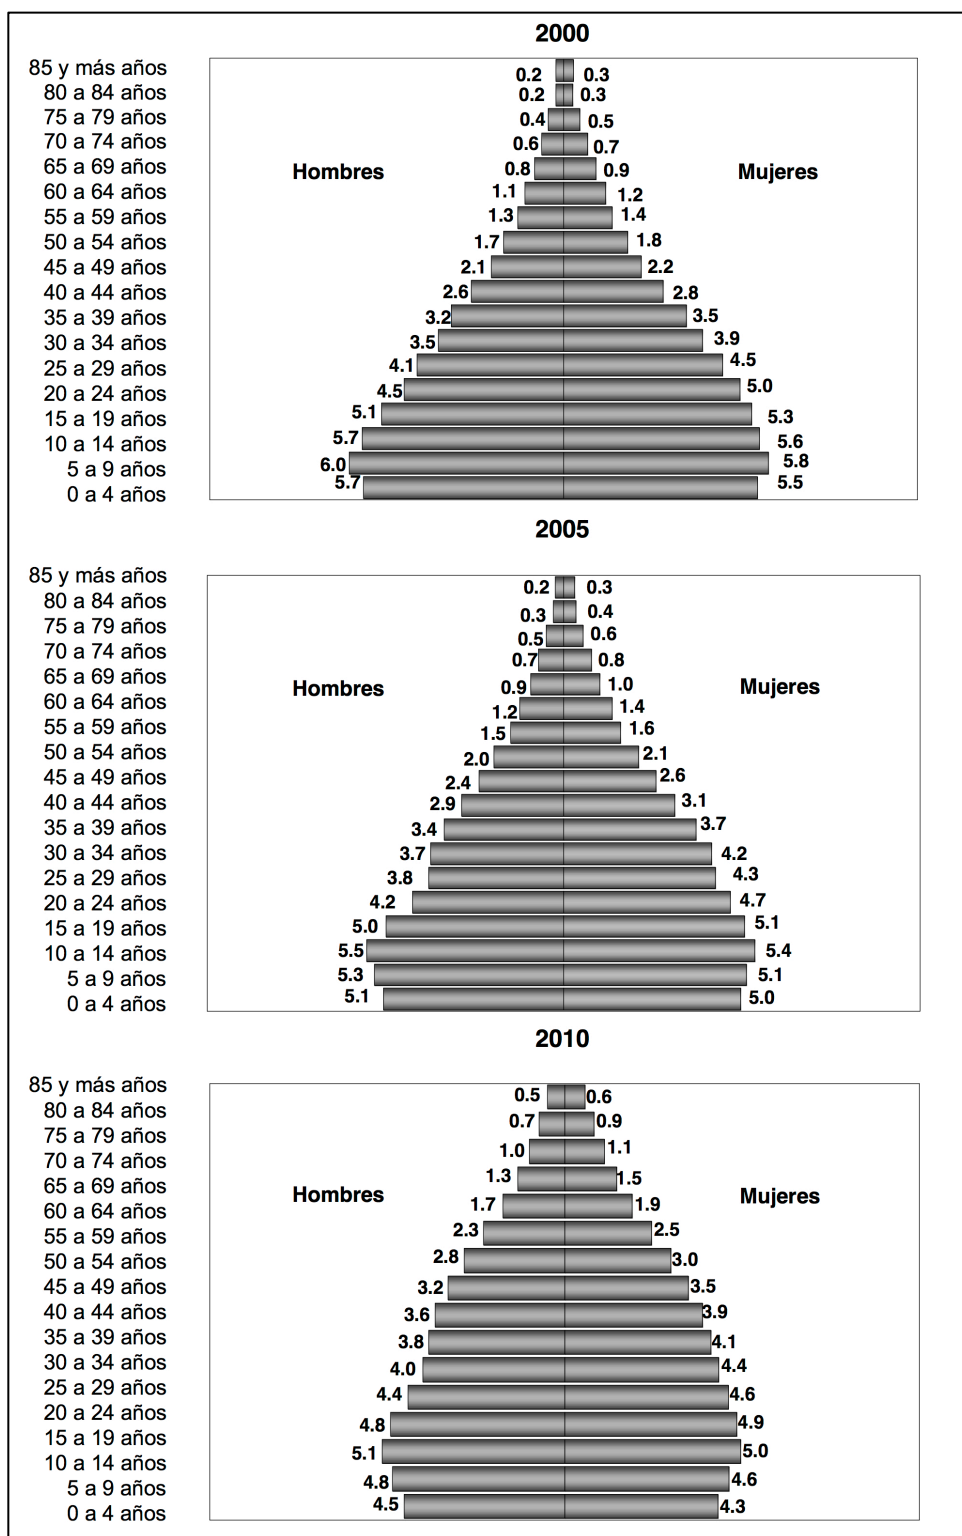 2000
85 y más años 0.2 0.3
80 a 84 años 0.2 0.3
75 a 79 años 0.4 0.5
70 a 74 años 0.6 0.7
65 a 69 años Hombres 0.8 0.9 Mujeres
60 a 64 años 1.1 1.2
55 a 59 años 1.3 1.4
50 a 54 años 1.7 1.8
45 a 49 años 2.1 2.2
40 a 44 años 2.6 2.8
35 a 39 años 3.2 3.5
30 a 34 años 3.5 3.9
25 a 29 años 4.1 4.5
20 a 24 años 4.5 5.0
15 a 19 años 5.1 5.3
10 a 14 años 5.7 5.6
5 a 9 años 6.0 5.8
0 a 4 años 5.7 5.5
2005
85 y más años 0.2 0.3
80 a 84 años 0.3 0.4
75 a 79 años 0.5 0.6
70 a 74 años 0.7 0.8
65 a 69 años Hombres 0.9 1.0 Mujeres
60 a 64 años 1.2 1.4
55 a 59 años 1.5 1.6
50 a 54 años 2.0 2.1
45 a 49 años 2.4 2.6
40 a 44 años 2.9 3.1
35 a 39 años 3.4 3.7
30 a 34 años 3.7 4.2
25 a 29 años 3.8 4.3
20 a 24 años 4.2 4.7
15 a 19 años 5.0 5.1
10 a 14 años 5.5 5.4
5 a 9 años 5.3 5.1
0 a 4 años 5.1 5.0
2010
85 y más años
80 a 84 años
75 a 79 años
70 a 74 años
65 a 69 años
60 a 64 años
55 a 59 años
50 a 54 años
45 a 49 años
40 a 44 años
35 a 39 años
30 a 34 años
25 a 29 años
20 a 24 años
15 a 19 años
10 a 14 años
5 a 9 años
0 a 4 años
0.5 0.6
0.7 0.9
1.0 1.1
1.3 1.5
Hombres Mujeres
1.7 1.9
2.3 2.5
2.8 3.0
3.2 3.5
3.6 3.9
3.8 4.1
4.0 4.4
4.4 4.6
4.8 4.9
5.1 5.0
4.8 4.6
4.5 4.3